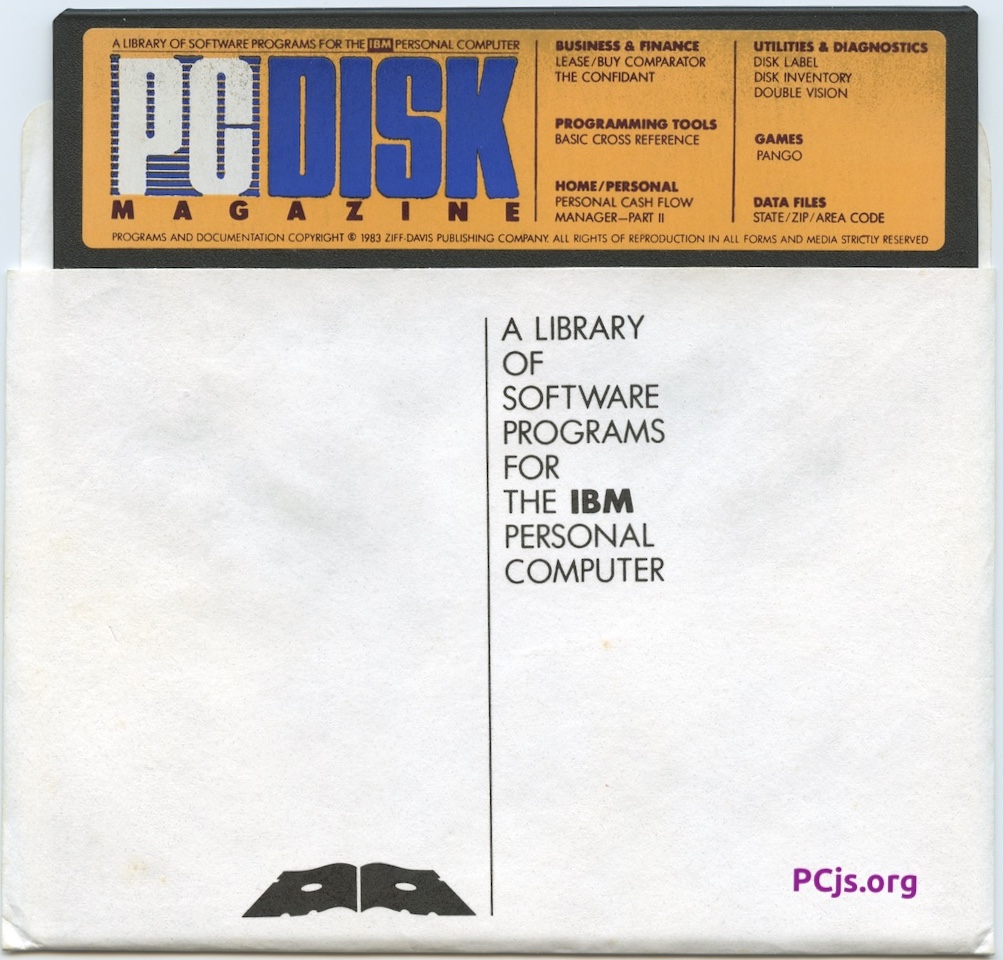 A LIBRARY OF SOFTWARE PROGRAMS FOR THE IBM PERSONAL COMPUTER
PC DISK
MAGAZINE
BUSINESS & FINANCE
LEASE/BUY COMPARATOR
THE CONFIDANT
PROGRAMMING TOOLS
BASIC CROSS REFERENCE
HOME/PERSONAL
PERSONAL CASH FLOW
MANAGER—PART II
UTILITIES & DIAGNOSTICS
DISK LABEL
DISK INVENTORY
DOUBLE VISION
GAMES
PANGO
DATA FILES
STATE/ZIP/AREA CODE
PROGRAMS AND DOCUMENTATION COPYRIGHT © 1983 ZIFF-DAVIS PUBLISHING COMPANY. ALL RIGHTS OF REPRODUCTION IN ALL FORMS AND MEDIA STRICTLY RESERVED
A LIBRARY
OF
SOFTWARE
PROGRAMS
FOR
THE IBM
PERSONAL
COMPUTER
PCjs.org